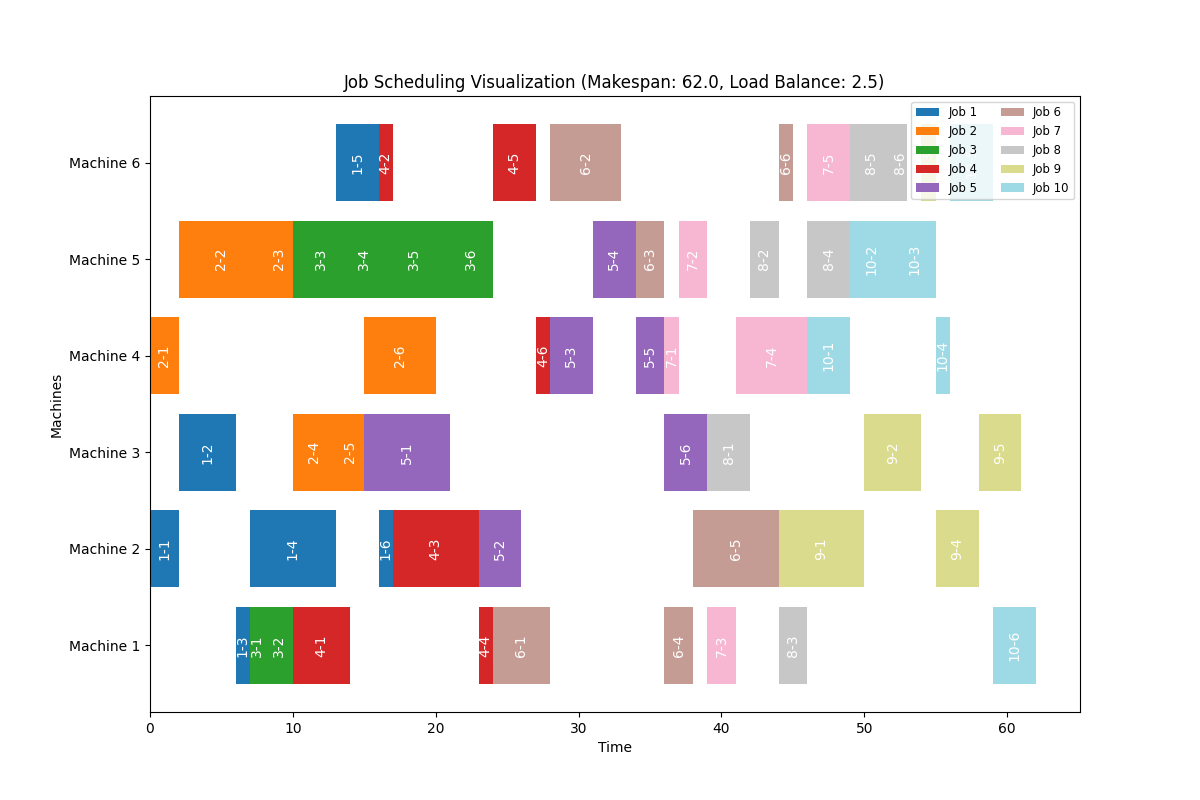 Job Scheduling Visualization (Makespan: 62.0, Load Balance: 2.5)
Job 1 Job 6
Job 2 Job 7
Job 3 Job 8
Job 4 Job 9
Job 5 Job 10
Machines
Machine 6 1-5 4-2 4-5 6-2 6-6 7-5 8-5 8-6
Machine 5 2-2 2-3 3-3 3-4 3-5 3-6 5-4 6-3 7-2 8-2 8-4 10-2 10-3
Machine 4 2-1 2-6 4-6 5-3 5-5 7-1 7-4 10-1 10-4
Machine 3 1-2 2-4 2-5 5-1 5-6 8-1 9-2 9-5
Machine 2 1-1 1-4 1-6 4-3 5-2 6-5 9-1 9-4
Machine 1 1-3 3-1 3-2 4-1 4-4 6-1 6-4 7-3 8-3 10-6
0 10 20 30 40 50 60
Time